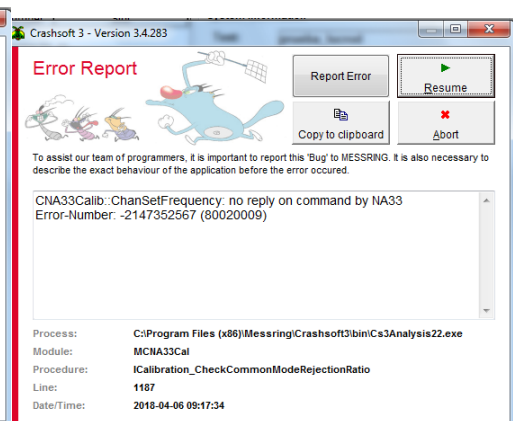 Crashsoft 3 - Version 3.4.283
Error Report
Report Error
Resume
Copy to clipboard
Abort
To assist our team of programmers, it is important to report this 'Bug' to MESSRING. It is also necessary to
describe the exact behaviour of the application before the error occured.
CNA33Calib::ChanSetFrequency: no reply on command by NA33
Error-Number: -2147352567 (80020009)
Process: C:\Program Files (x86)\Messring\Crashsoft3\bin\Cs3Analysis22.exe
Module: MCNA33Cal
Procedure: ICalibration_CheckCommonModeRejectionRatio
Line: 1187
Date/Time: 2018-04-06 09:17:34